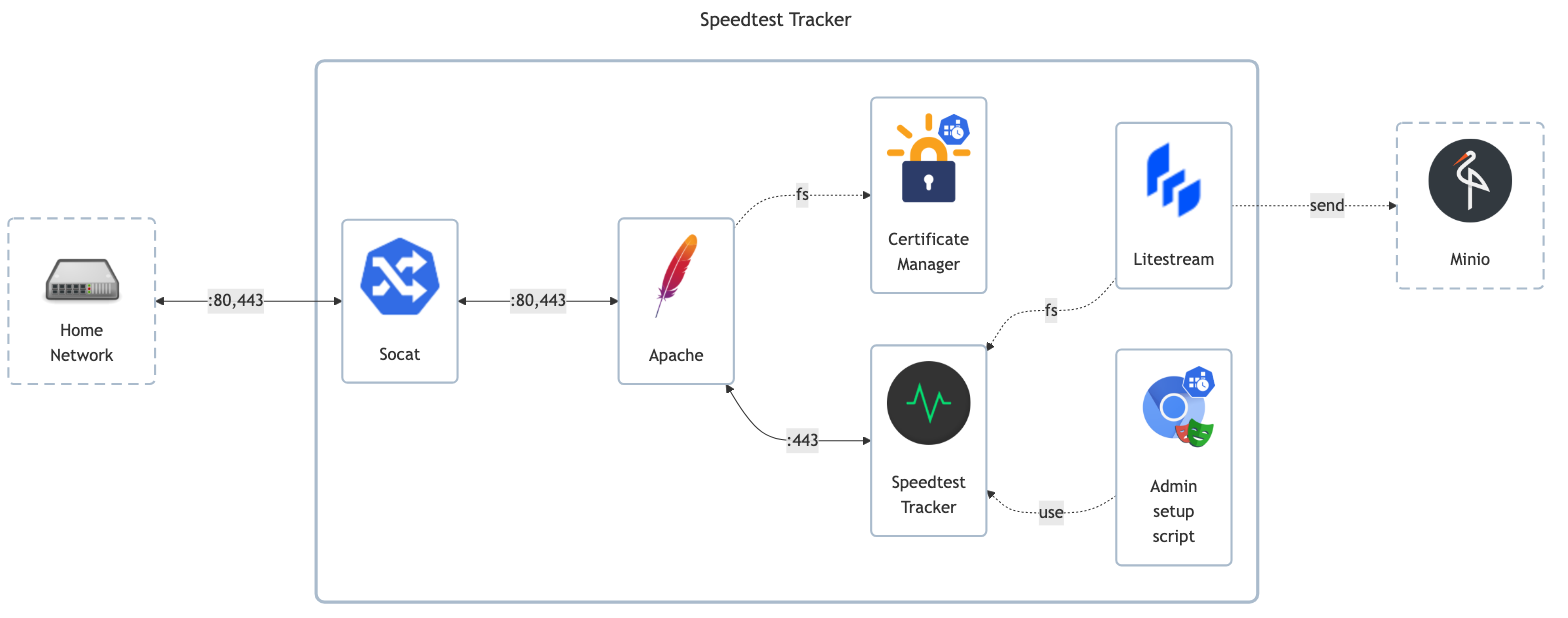 Speedtest Tracker
Home
Network
:80,443
Socat
:80,443
Apache
fs
:443
Certificate
Manager
Speedtest
Tracker
fs
use
Litestream
Admin
setup
script
send
Minio